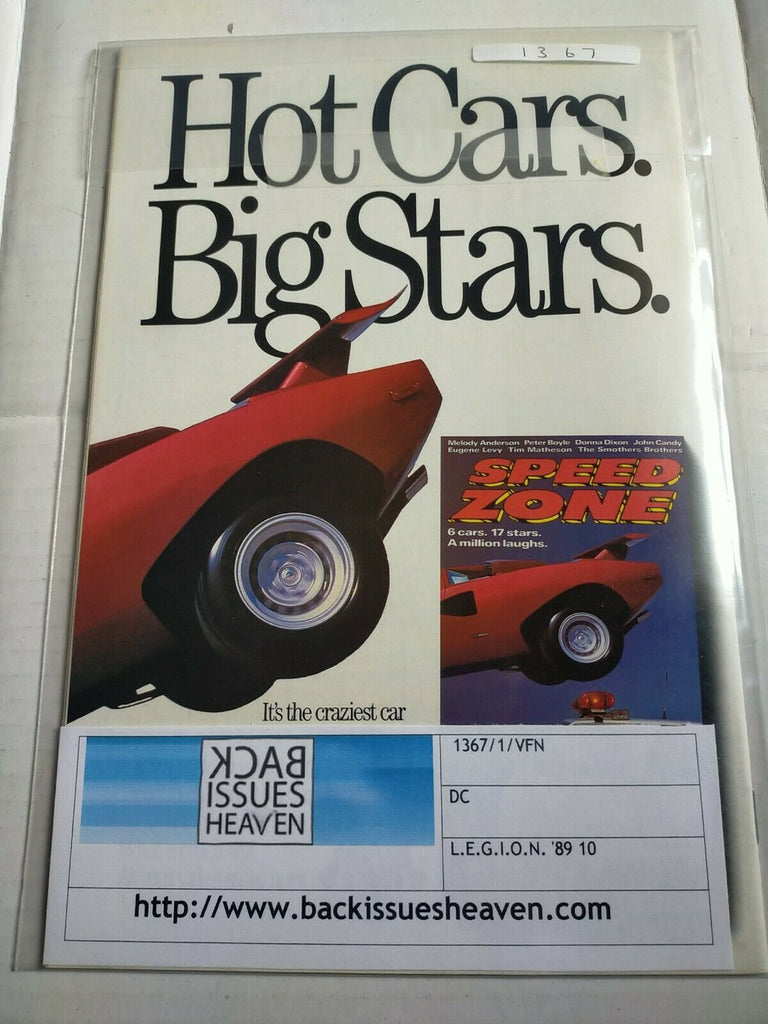 13 67
Hot Cars.
Big Stars.
Melody Anderson Peter Boyle Donna Dixon John Candy
Eugene Levy Tim Matheson The Smothers Brothers
SPEED
ZONE
6 cars. 17 stars.
A million laughs.
It's the craziest car
BACK
ISSUES
HEAVEN
1367/1/VFN
DC
L.E.G.I.O.N. '89 10
http://www.backissuesheaven.com